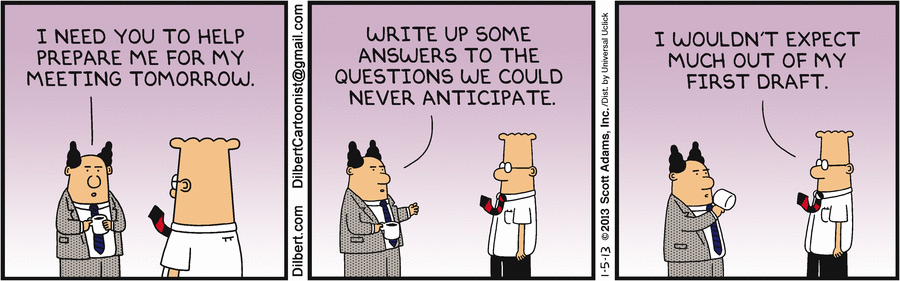 I NEED YOU TO HELP
PREPARE ME FOR MY
MEETING TOMORROW.
Dilbert.com DilbertCartoonist@gmail.com
WRITE UP SOME
ANSWERS TO THE
QUESTIONS WE COULD
NEVER ANTICIPATE.
1-5-13 ©2013 Scott Adams, Inc. /Dist. by Universal Uclick
I WOULDN'T EXPECT
MUCH OUT OF MY
FIRST DRAFT.